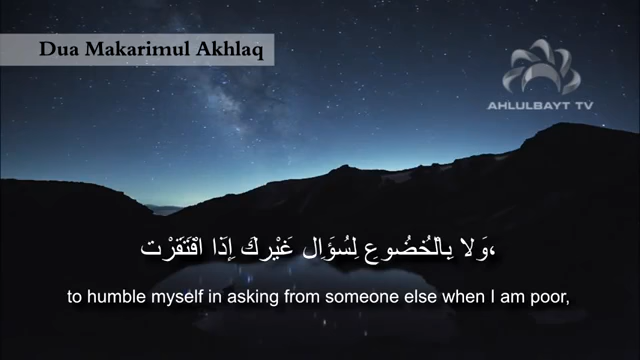 Dua Makarimul Akhlaq
AHLULBAYT TV
وَلا بِالْخُضُوعِ لِسُؤَالِ غَيْرِكَ إِذَا افْتَقَرْت،
to humble myself in asking from someone else when I am poor,